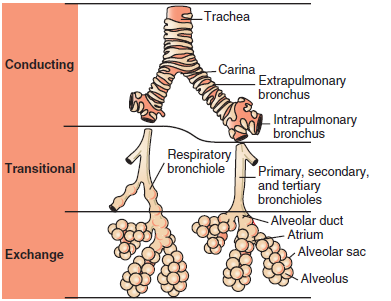 Trachea
Conducting
Carina
Extrapulmonary
bronchus
Intrapulmonary
bronchus
Transitional
Respiratory
bronchiole
Primary, secondary,
and tertiary
bronchioles
Exchange
Alveolar duct
Atrium
Alveolar sac
Alveolus